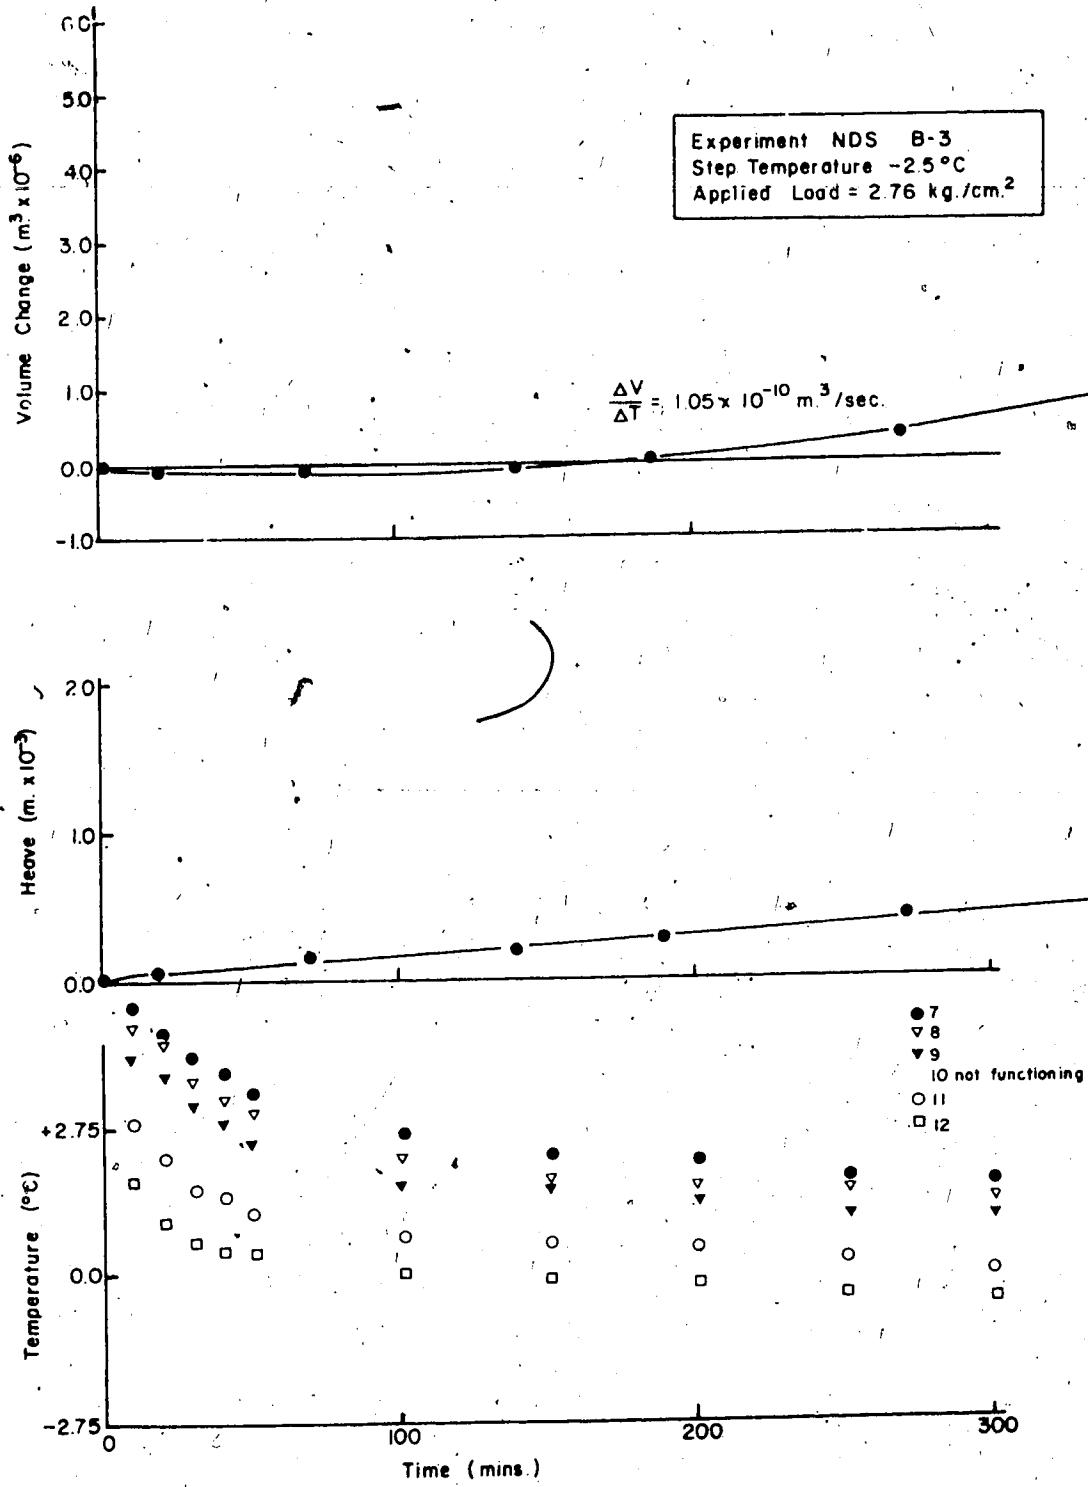 6.0
5.0
4.0
3.0
2.0
1.0
0.0
-1.0
Volume Change (m³ x 10⁻⁶)
Experiment NDS B-3
Step Temperature -2.5°C
Applied Load = 2.76 kg./cm.²
ΔV
ΔT
= 1.05 x 10⁻¹⁰ m.³/sec.
2.0
1.0
0.0
Heave (m. x 10⁻³)
7
8
9
10 not functioning
11
12
+2.75
0.0
-2.75
Temperature (°C)
0
100
200
300
Time (mins.)